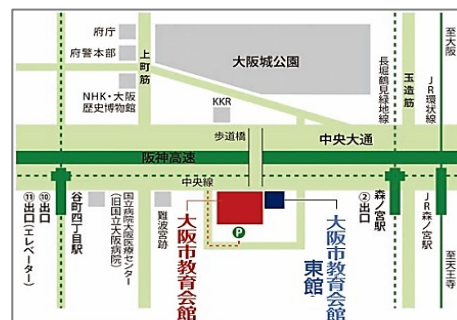 府庁
府警本部
上町筋
大阪城公園
長堀鶴見緑地線
玉造筋
JR環状線
至大阪
NHK・大阪
歴史博物館
KKR
歩道橋
中央大通
阪神高速
中央線
⑪出口(エレベーター)
⑩出口
谷町四丁目駅
国立病院大阪医療センター
(旧国立大阪病院)
難波宮跡
大阪市教育会館
P
大阪市教育会館
東館
②出口
森ノ宮駅
JR森ノ宮駅
至天王寺